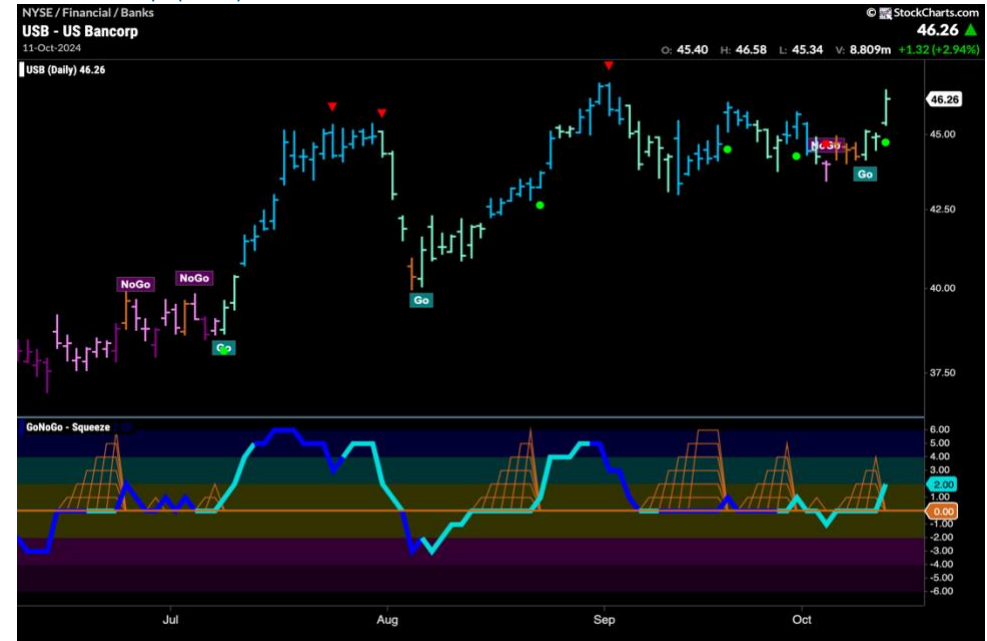 NYSE / Financial / Banks
© StockCharts.com
USB - US Bancorp
46.26
11-Oct-2024
O: 45.40 H: 46.58 L: 45.34 V: 8.809m +1.32 (+2.94%)
USB (Daily) 46.26
46.26
45.00
NoGo
Go
42.50
NoGo
NoGo
40.00
Go
Go
37.50
GoNoGo - Squeeze
6.00
5.00
4.00
3.00
2.00
1.00
0.00
-1.00
-2.00
-3.00
-4.00
-5.00
-6.00
Jul
Aug
Sep
Oct